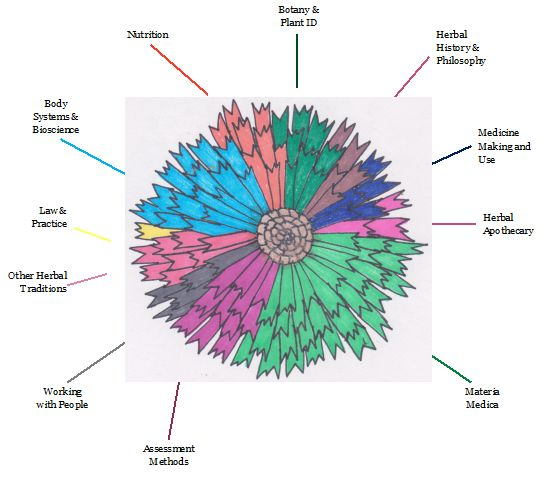 Botany &
Plant ID
Nutrition
Herbal
History &
Philosophy
Body
Systems &
Bioscience
Medicine
Making and
Use
Law &
Practice
Herbal
Apothecary
Other Herbal
Traditions
Working
with People
Materia
Medica
Assessment
Methods